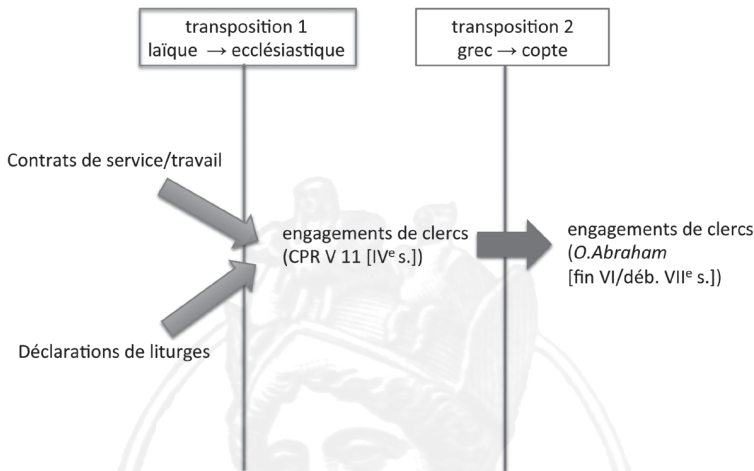 transposition 1
laïque → ecclésiastique
transposition 2
grec → copte
Contrats de service/travail
engagements de clercs
(CPR V 11 [IVᵉ s.])
engagements de clercs
(O.Abraham
[fin VI/déb. VIIᵉ s.])
Déclarations de liturges